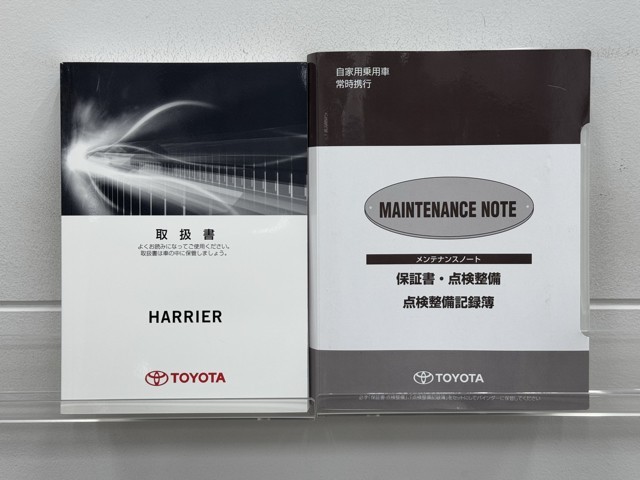 取扱書
よくお読みになってご使用ください。
取扱書は車の中に保管しましょう。
HARRIER
TOYOTA
自家用乗用車
常時携行
MAINTENANCE NOTE
メンテナンスノート
保証書・点検整備
点検整備記録簿
TOYOTA